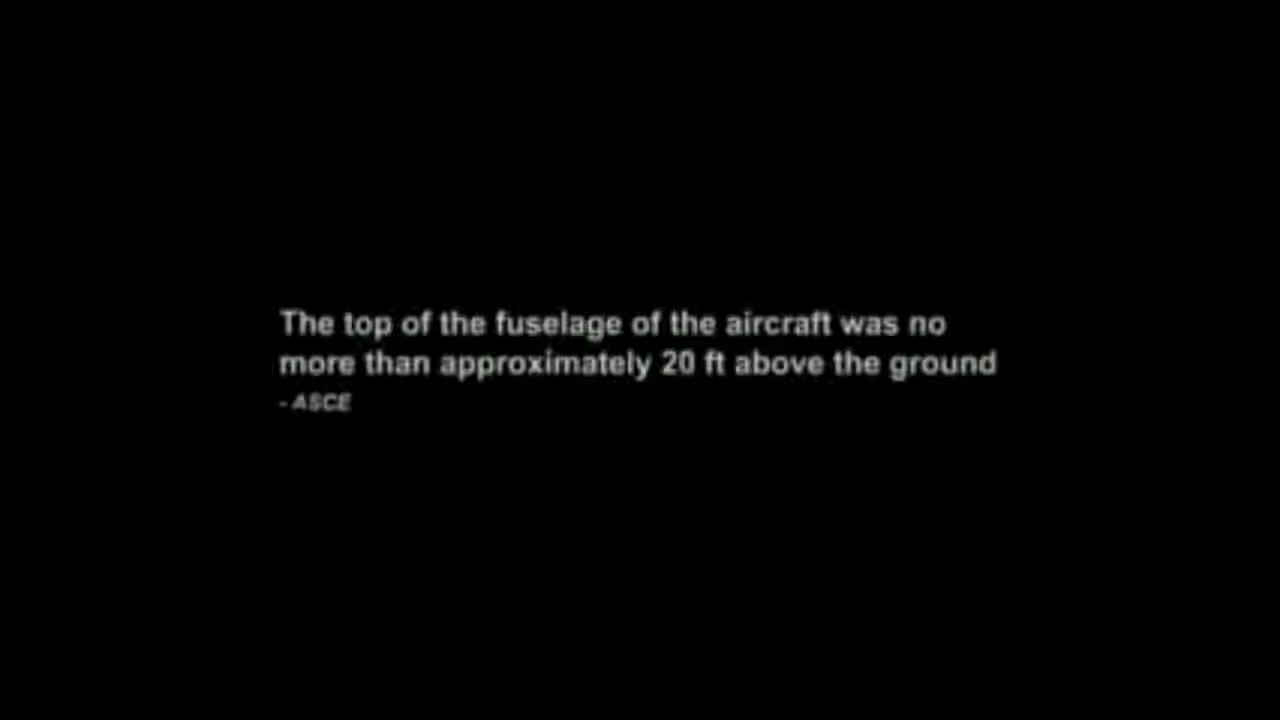 The top of the fuselage of the aircraft was no
more than approximately 20 ft above the ground
- ASCE